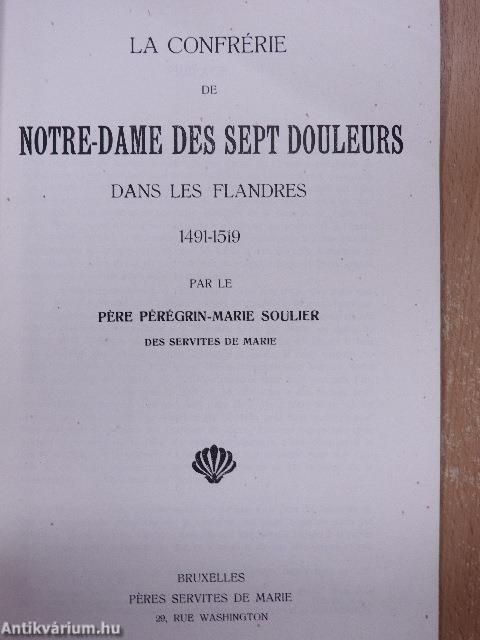 LA CONFRÉRIE
DE
NOTRE-DAME DES SEPT DOULEURS
DANS LES FLANDRES
1491-1519
PAR LE
PÈRE PÉRÉGRIN-MARIE SOULIER
DES SERVITES DE MARIE
BRUXELLES
PÈRES SERVITES DE MARIE
29, RUE WASHINGTON
Antikvárium.hu